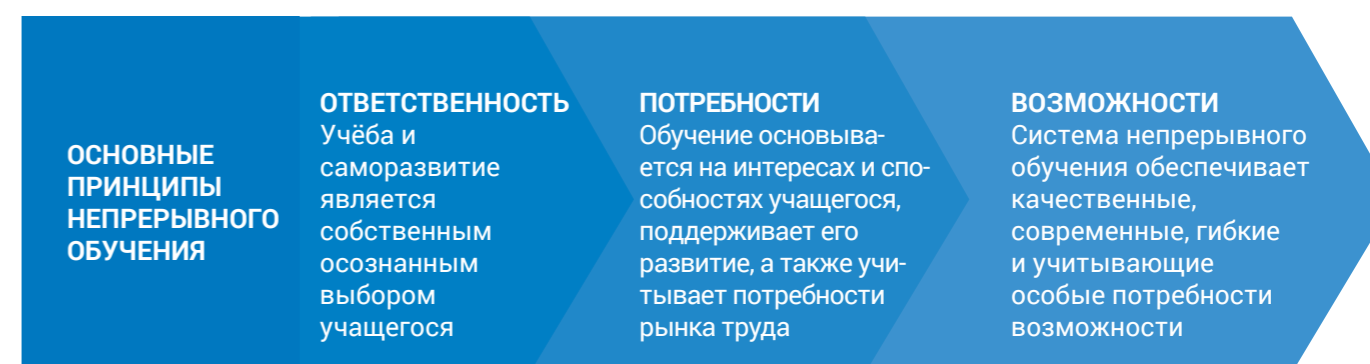 ОСНОВНЫЕ
ПРИНЦИПЫ
НЕПРЕРЫВНОГО
ОБУЧЕНИЯ
ОТВЕТСТВЕННОСТЬ
Учёба и
саморазвитие
является
собственным
осознанным
выбором
учащегося
ПОТРЕБНОСТИ
Обучение основыва-
ется на интересах и спо-
собностях учащегося,
поддерживает его
развитие, а также учи-
тывает потребности
рынка труда
ВОЗМОЖНОСТИ
Система непрерывного
обучения обеспечивает
качественные,
современные, гибкие
и учитывающие
особые потребности
возможности